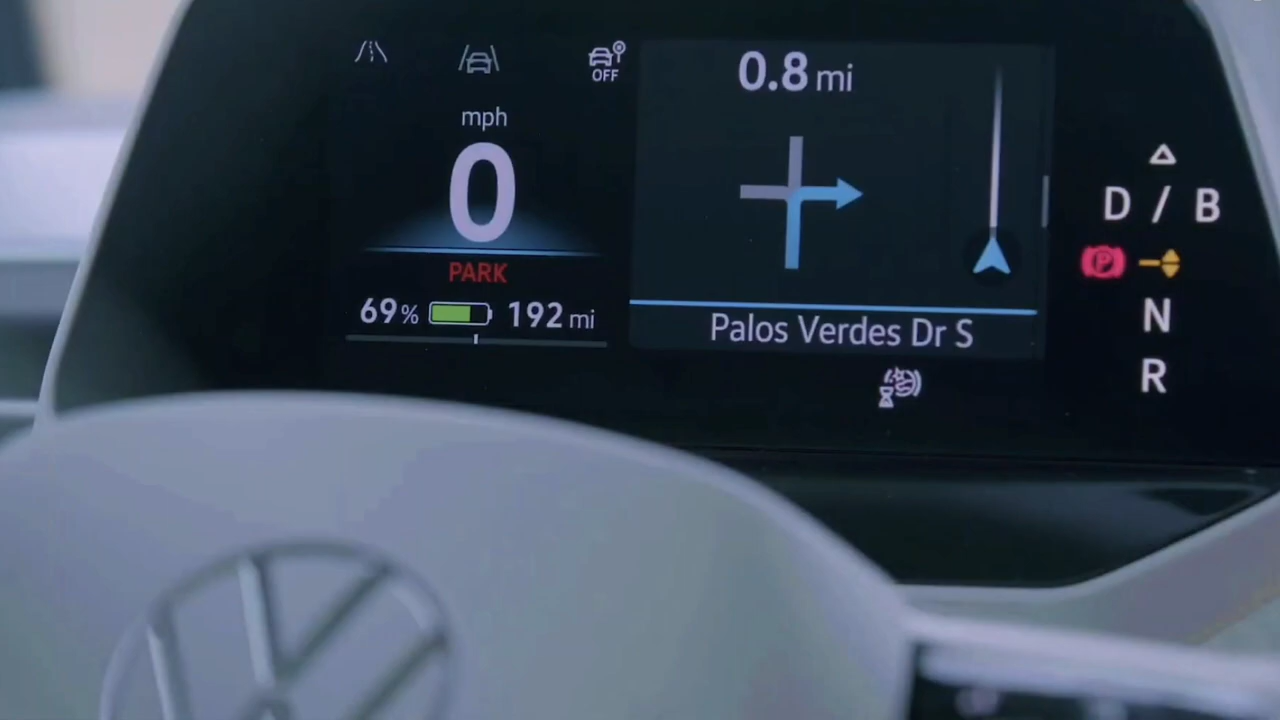 OFF
mph
0
PARK
69% 192 mi
0.8 mi
Palos Verdes Dr S
D / B
P
N
R